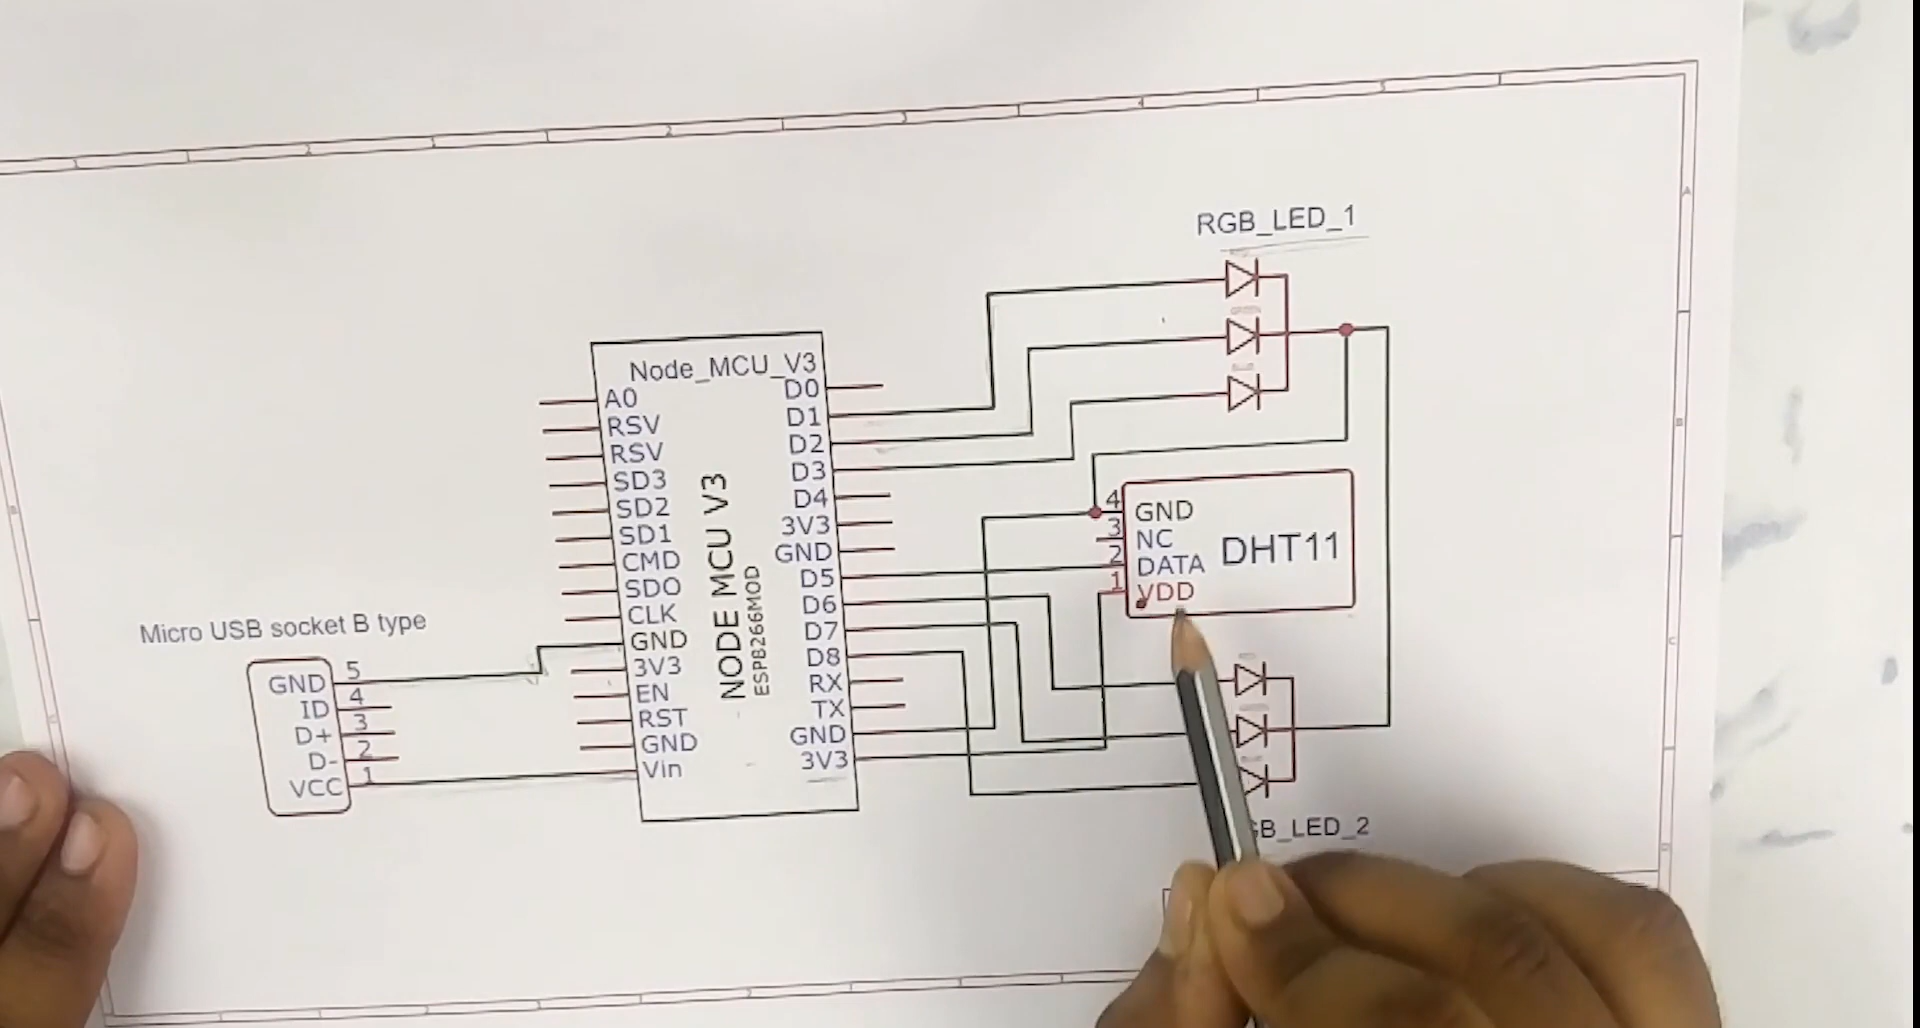 RGB_LED_1
Node_MCU_V3
A0
RSV
RSV
SD3
SD2
SD1
CMD
SDO
CLK
GND
3V3
EN
RST
GND
Vin
NODE MCU V3
ESP8266MOD
D0
D1
D2
D3
D4
3V3
GND
D5
D6
D7
D8
RX
TX
GND
3V3
4 GND
3 NC
2 DATA
1 VDD
DHT11
Micro USB socket B type
GND 5
ID 4
D+ 3
D- 2
VCC 1
GB_LED_2